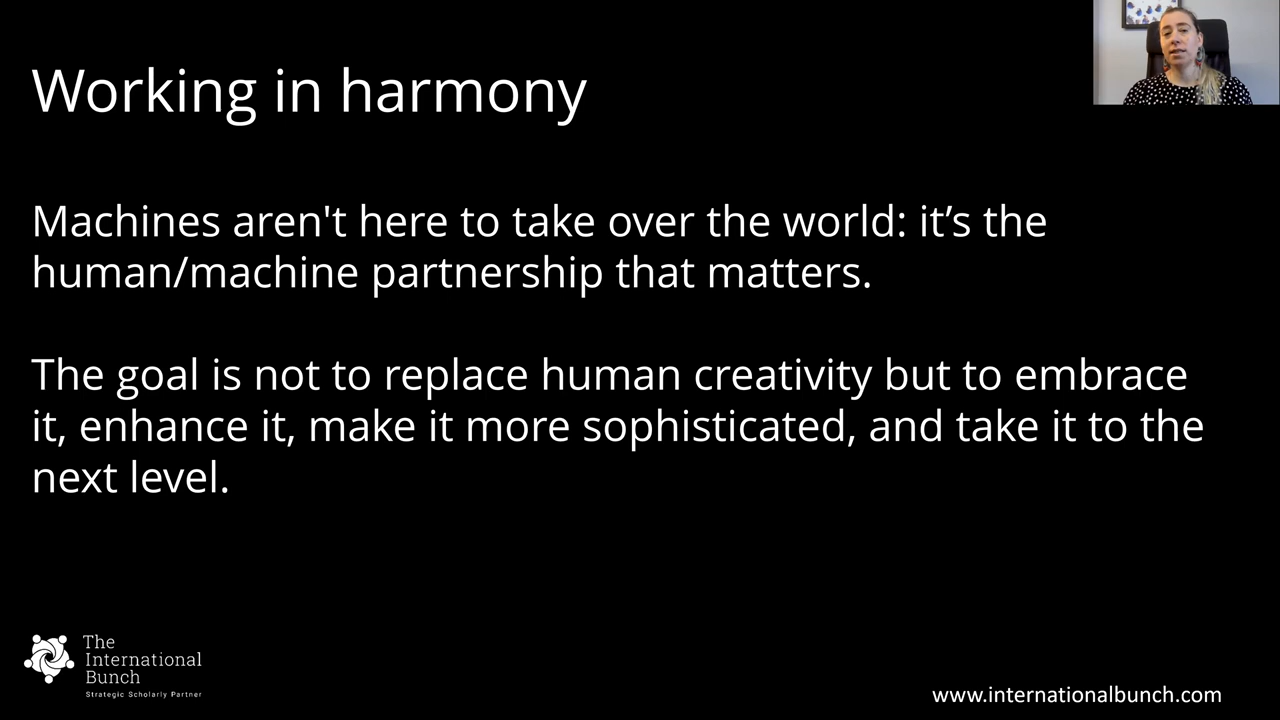 Working in harmony
Machines aren't here to take over the world: it’s the
human/machine partnership that matters.
The goal is not to replace human creativity but to embrace
it, enhance it, make it more sophisticated, and take it to the
next level.
The
International
Bunch
Strategic Scholarly Partner
www.internationalbunch.com